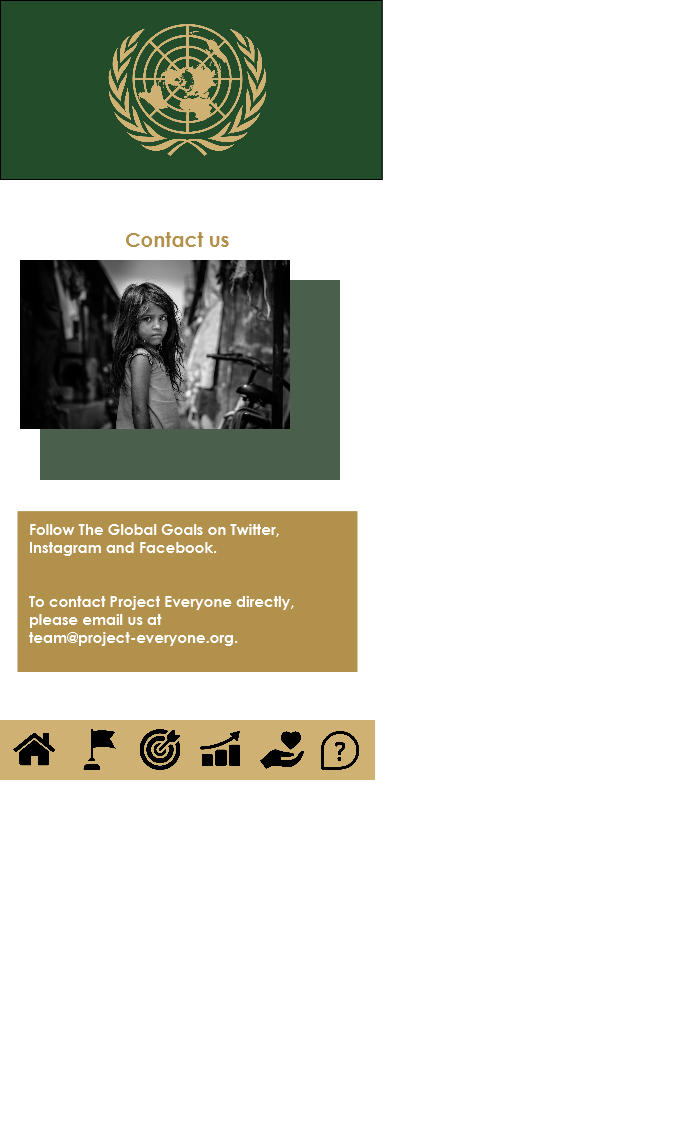 Contact us
Follow The Global Goals on Twitter,
Instagram and Facebook.
To contact Project Everyone directly,
please email us at
team@project-everyone.org.
?